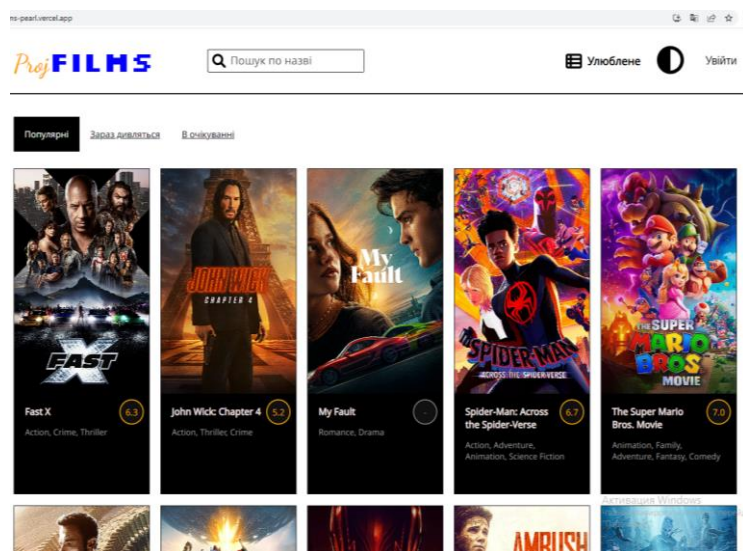 ms-pearl.vercel.app
Proj FILMS
Пошук по назві
Улюблене
Увійти
Популярні
Зараз дивляться
В очікуванні
FAST X
JOHN WICK
CHAPTER 4
My Fault
SPIDER-MAN
ACROSS THE SPIDER-VERSE
THE SUPER MARIO BROS MOVIE
Fast X 6.3
Action, Crime, Thriller
John Wick: Chapter 4 5.2
Action, Thriller, Crime
My Fault -
Romance, Drama
Spider-Man: Across 6.7
the Spider-Verse
Action, Adventure,
Animation, Science Fiction
The Super Mario 7.0
Bros. Movie
Animation, Family,
Adventure, Fantasy, Comedy
Активация Windows
AMBUSH